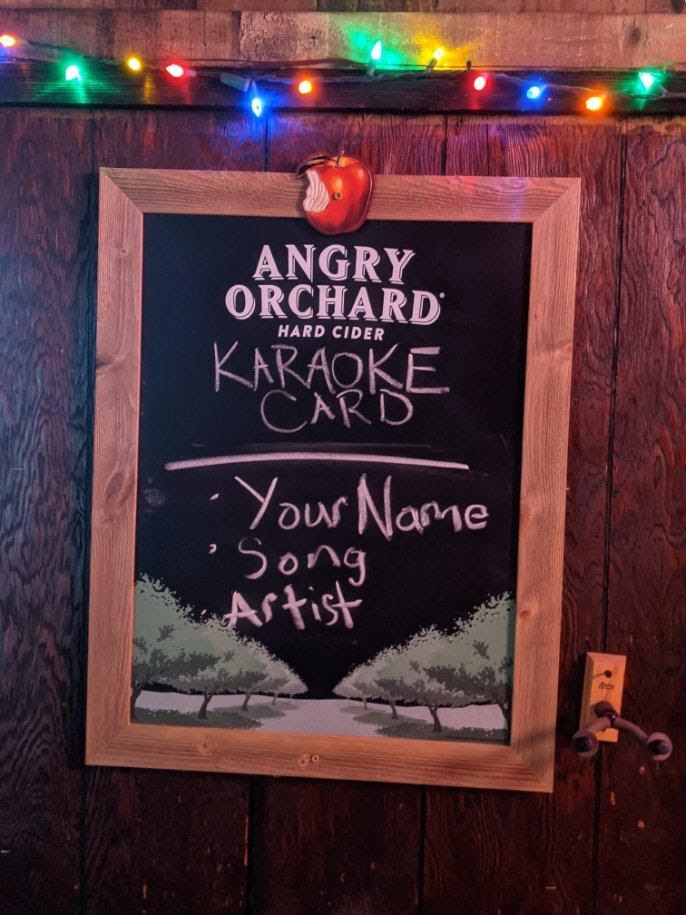 ANGRY
ORCHARD®
HARD CIDER
KARAOKE
CARD
· Your Name
· Song
· Artist